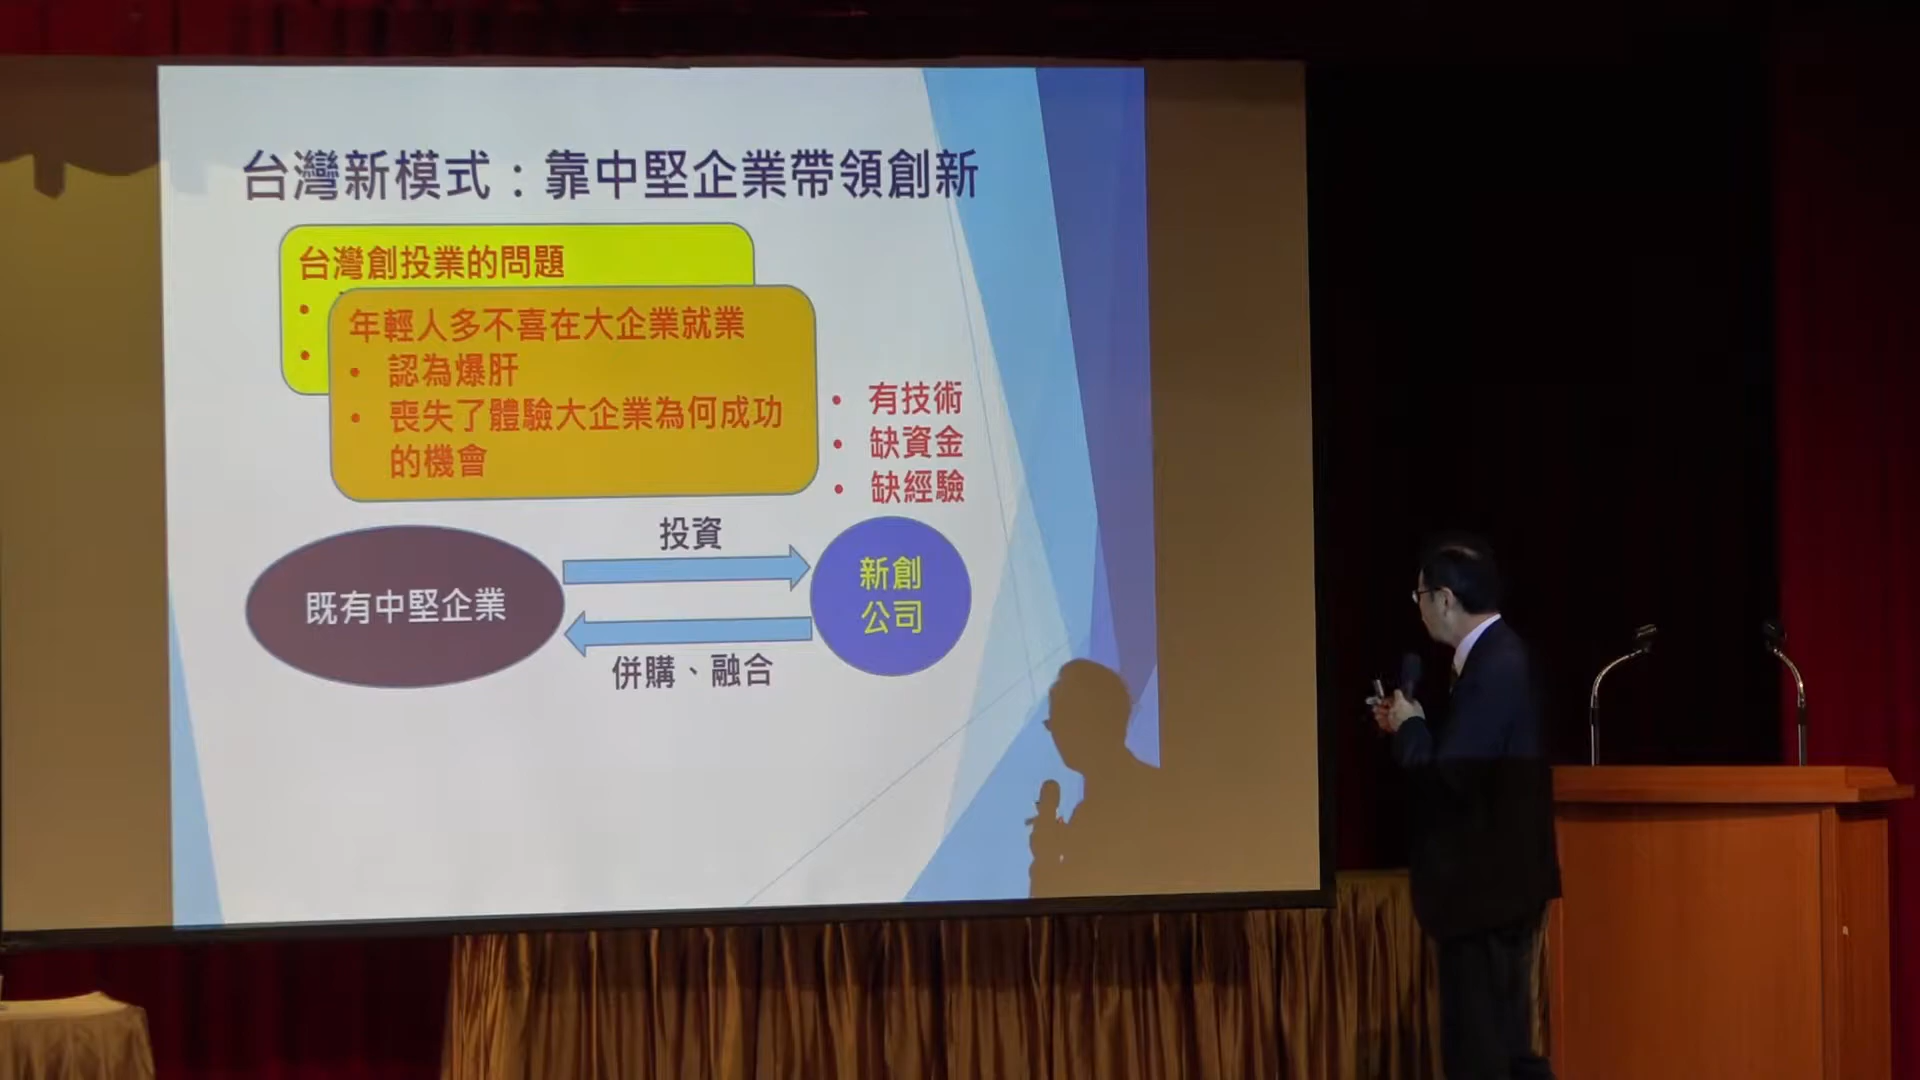 台灣新模式：靠中堅企業帶領創新
台灣創投業的問題
年輕人多不喜在大企業就業
• 認為爆肝
• 喪失了體驗大企業為何成功
的機會
• 有技術
• 缺資金
• 缺經驗
投資
既有中堅企業
新創
公司
併購、融合